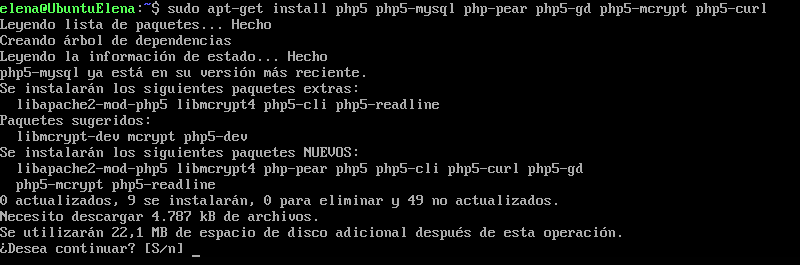 elena@UbuntuElena:~$ sudo apt-get install php5 php5-mysql php-pear php5-gd php5-mcrypt php5-curl
Leyendo lista de paquetes... Hecho
Creando árbol de dependencias
Leyendo la información de estado... Hecho
php5-mysql ya está en su versión más reciente.
Se instalarán los siguientes paquetes extras:
  libapache2-mod-php5 libmcrypt4 php5-cli php5-readline
Paquetes sugeridos:
  libmcrypt-dev mcrypt php5-dev
Se instalarán los siguientes paquetes NUEVOS:
  libapache2-mod-php5 libmcrypt4 php-pear php5 php5-cli php5-curl php5-gd
  php5-mcrypt php5-readline
0 actualizados, 9 se instalarán, 0 para eliminar y 49 no actualizados.
Necesito descargar 4.787 kB de archivos.
Se utilizarán 22,1 MB de espacio de disco adicional después de esta operación.
¿Desea continuar? [S/n] _